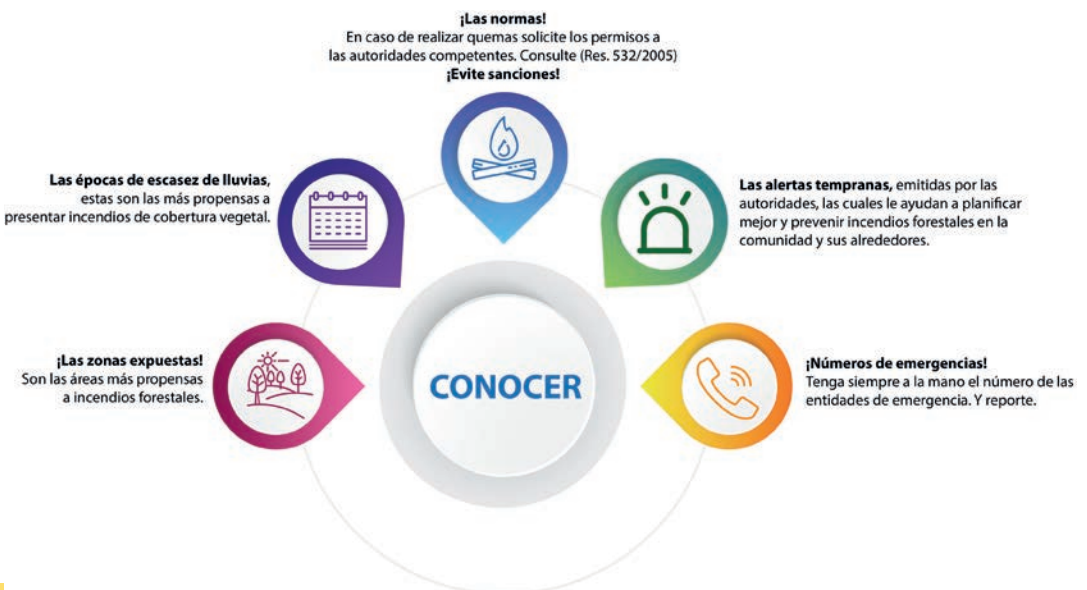 ¡Las normas!
En caso de realizar quemas solicite los permisos a
las autoridades competentes. Consulte (Res. 532/2005)
¡Evite sanciones!
Las épocas de escasez de lluvias,
estas son las más propensas a
presentar incendios de cobertura vegetal.
Las alertas tempranas, emitidas por las
autoridades, las cuales le ayudan a planificar
mejor y prevenir incendios forestales en la
comunidad y sus alrededores.
¡Las zonas expuestas!
Son las áreas más propensas
a incendios forestales.
CONOCER
¡Números de emergencias!
Tenga siempre a la mano el número de las
entidades de emergencia. Y reporte.